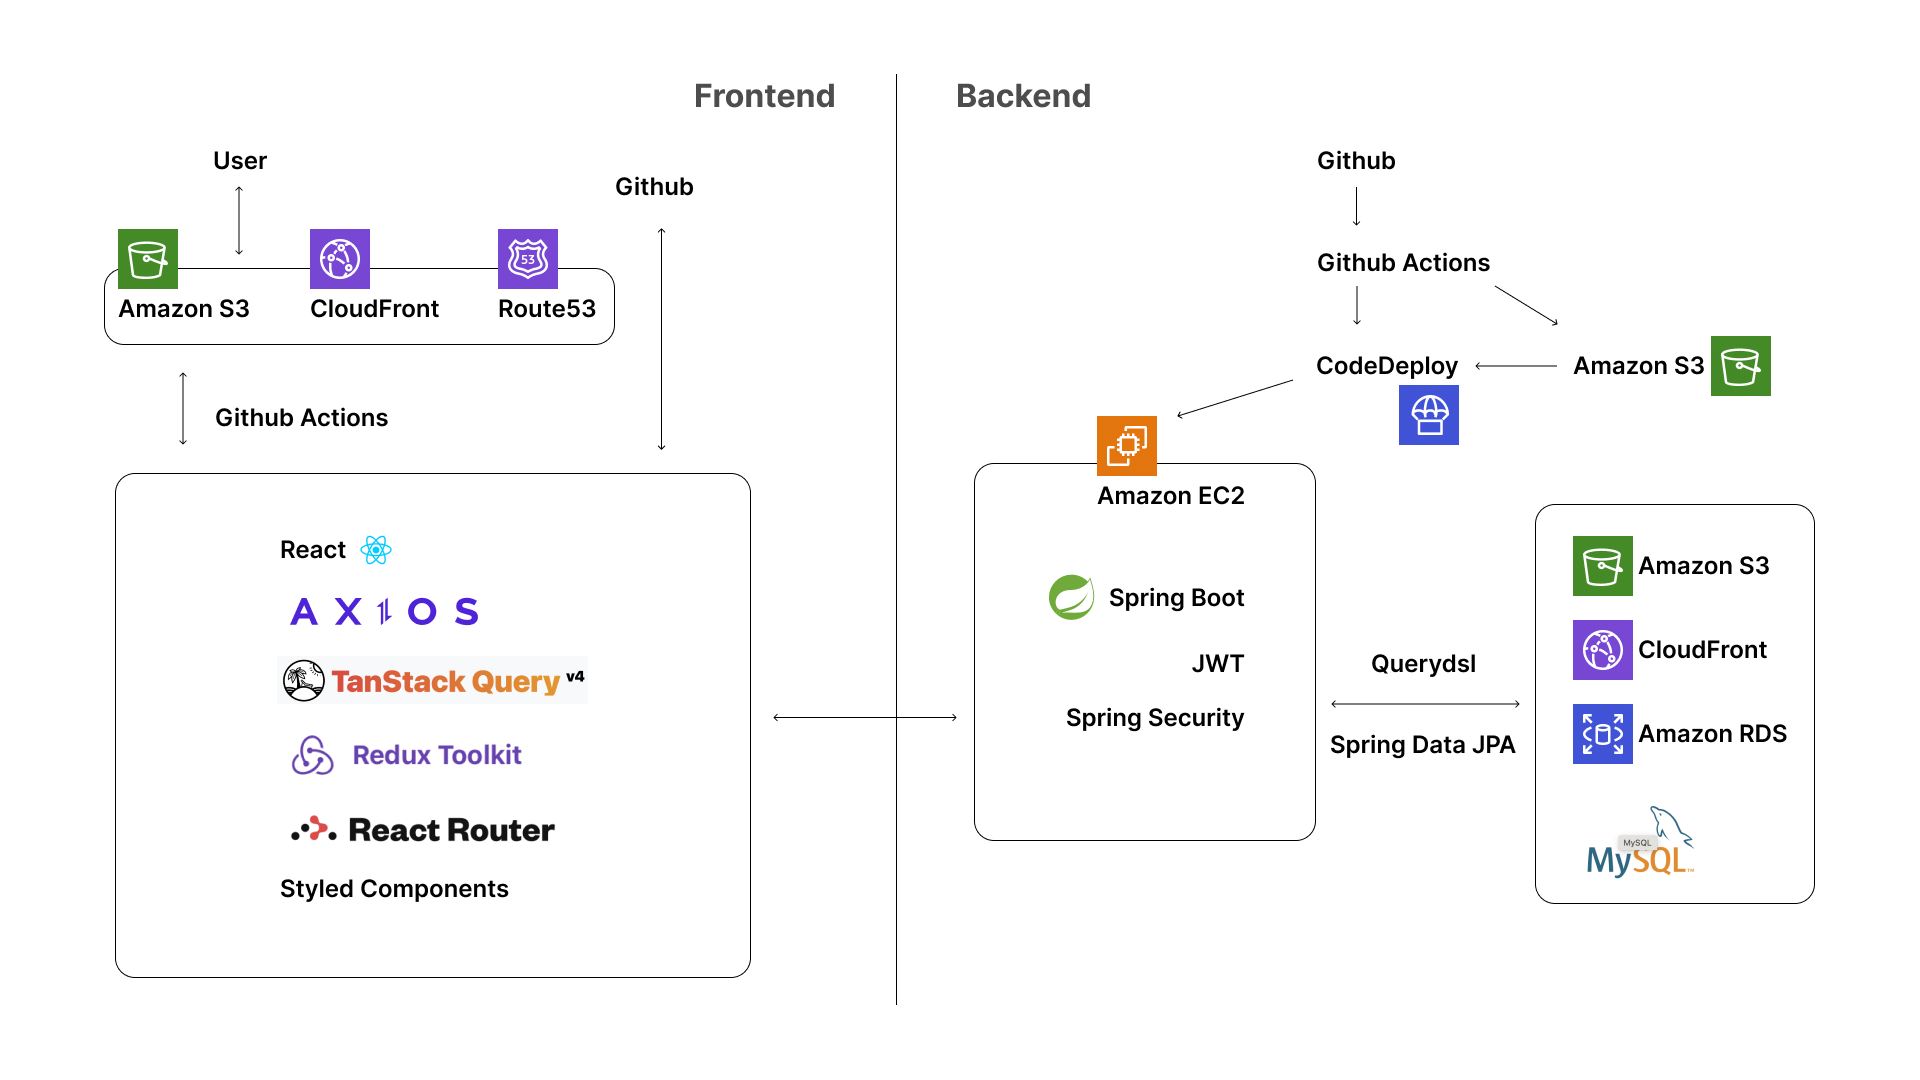 Frontend
Backend
User
Github
53
Amazon S3
CloudFront
Route53
Github Actions
React
AXIOS
TanStack Query v4
Redux Toolkit
React Router
Styled Components
Github
Github Actions
CodeDeploy
Amazon S3
Amazon EC2
Spring Boot
JWT
Spring Security
Querydsl
Spring Data JPA
Amazon S3
CloudFront
Amazon RDS
MySQL
MySQL™